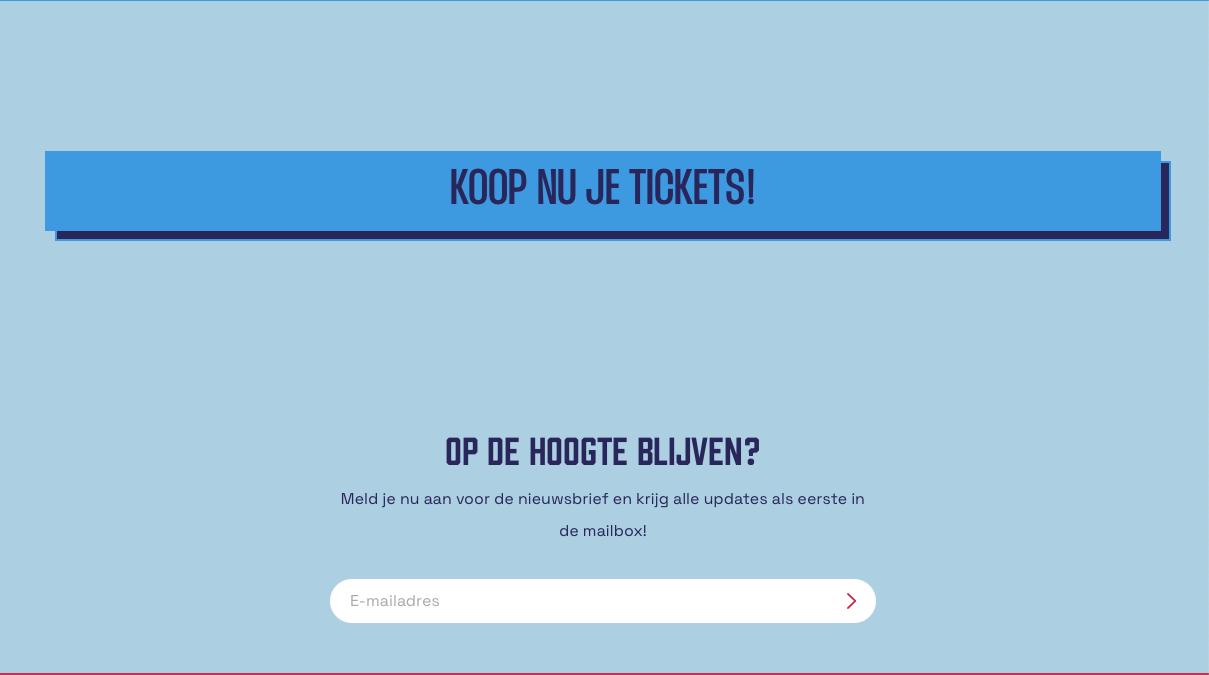 KOOP NU JE TICKETS!
OP DE HOOGTE BLIJVEN?
Meld je nu aan voor de nieuwsbrief en krijg alle updates als eerste in
de mailbox!
E-mailadres